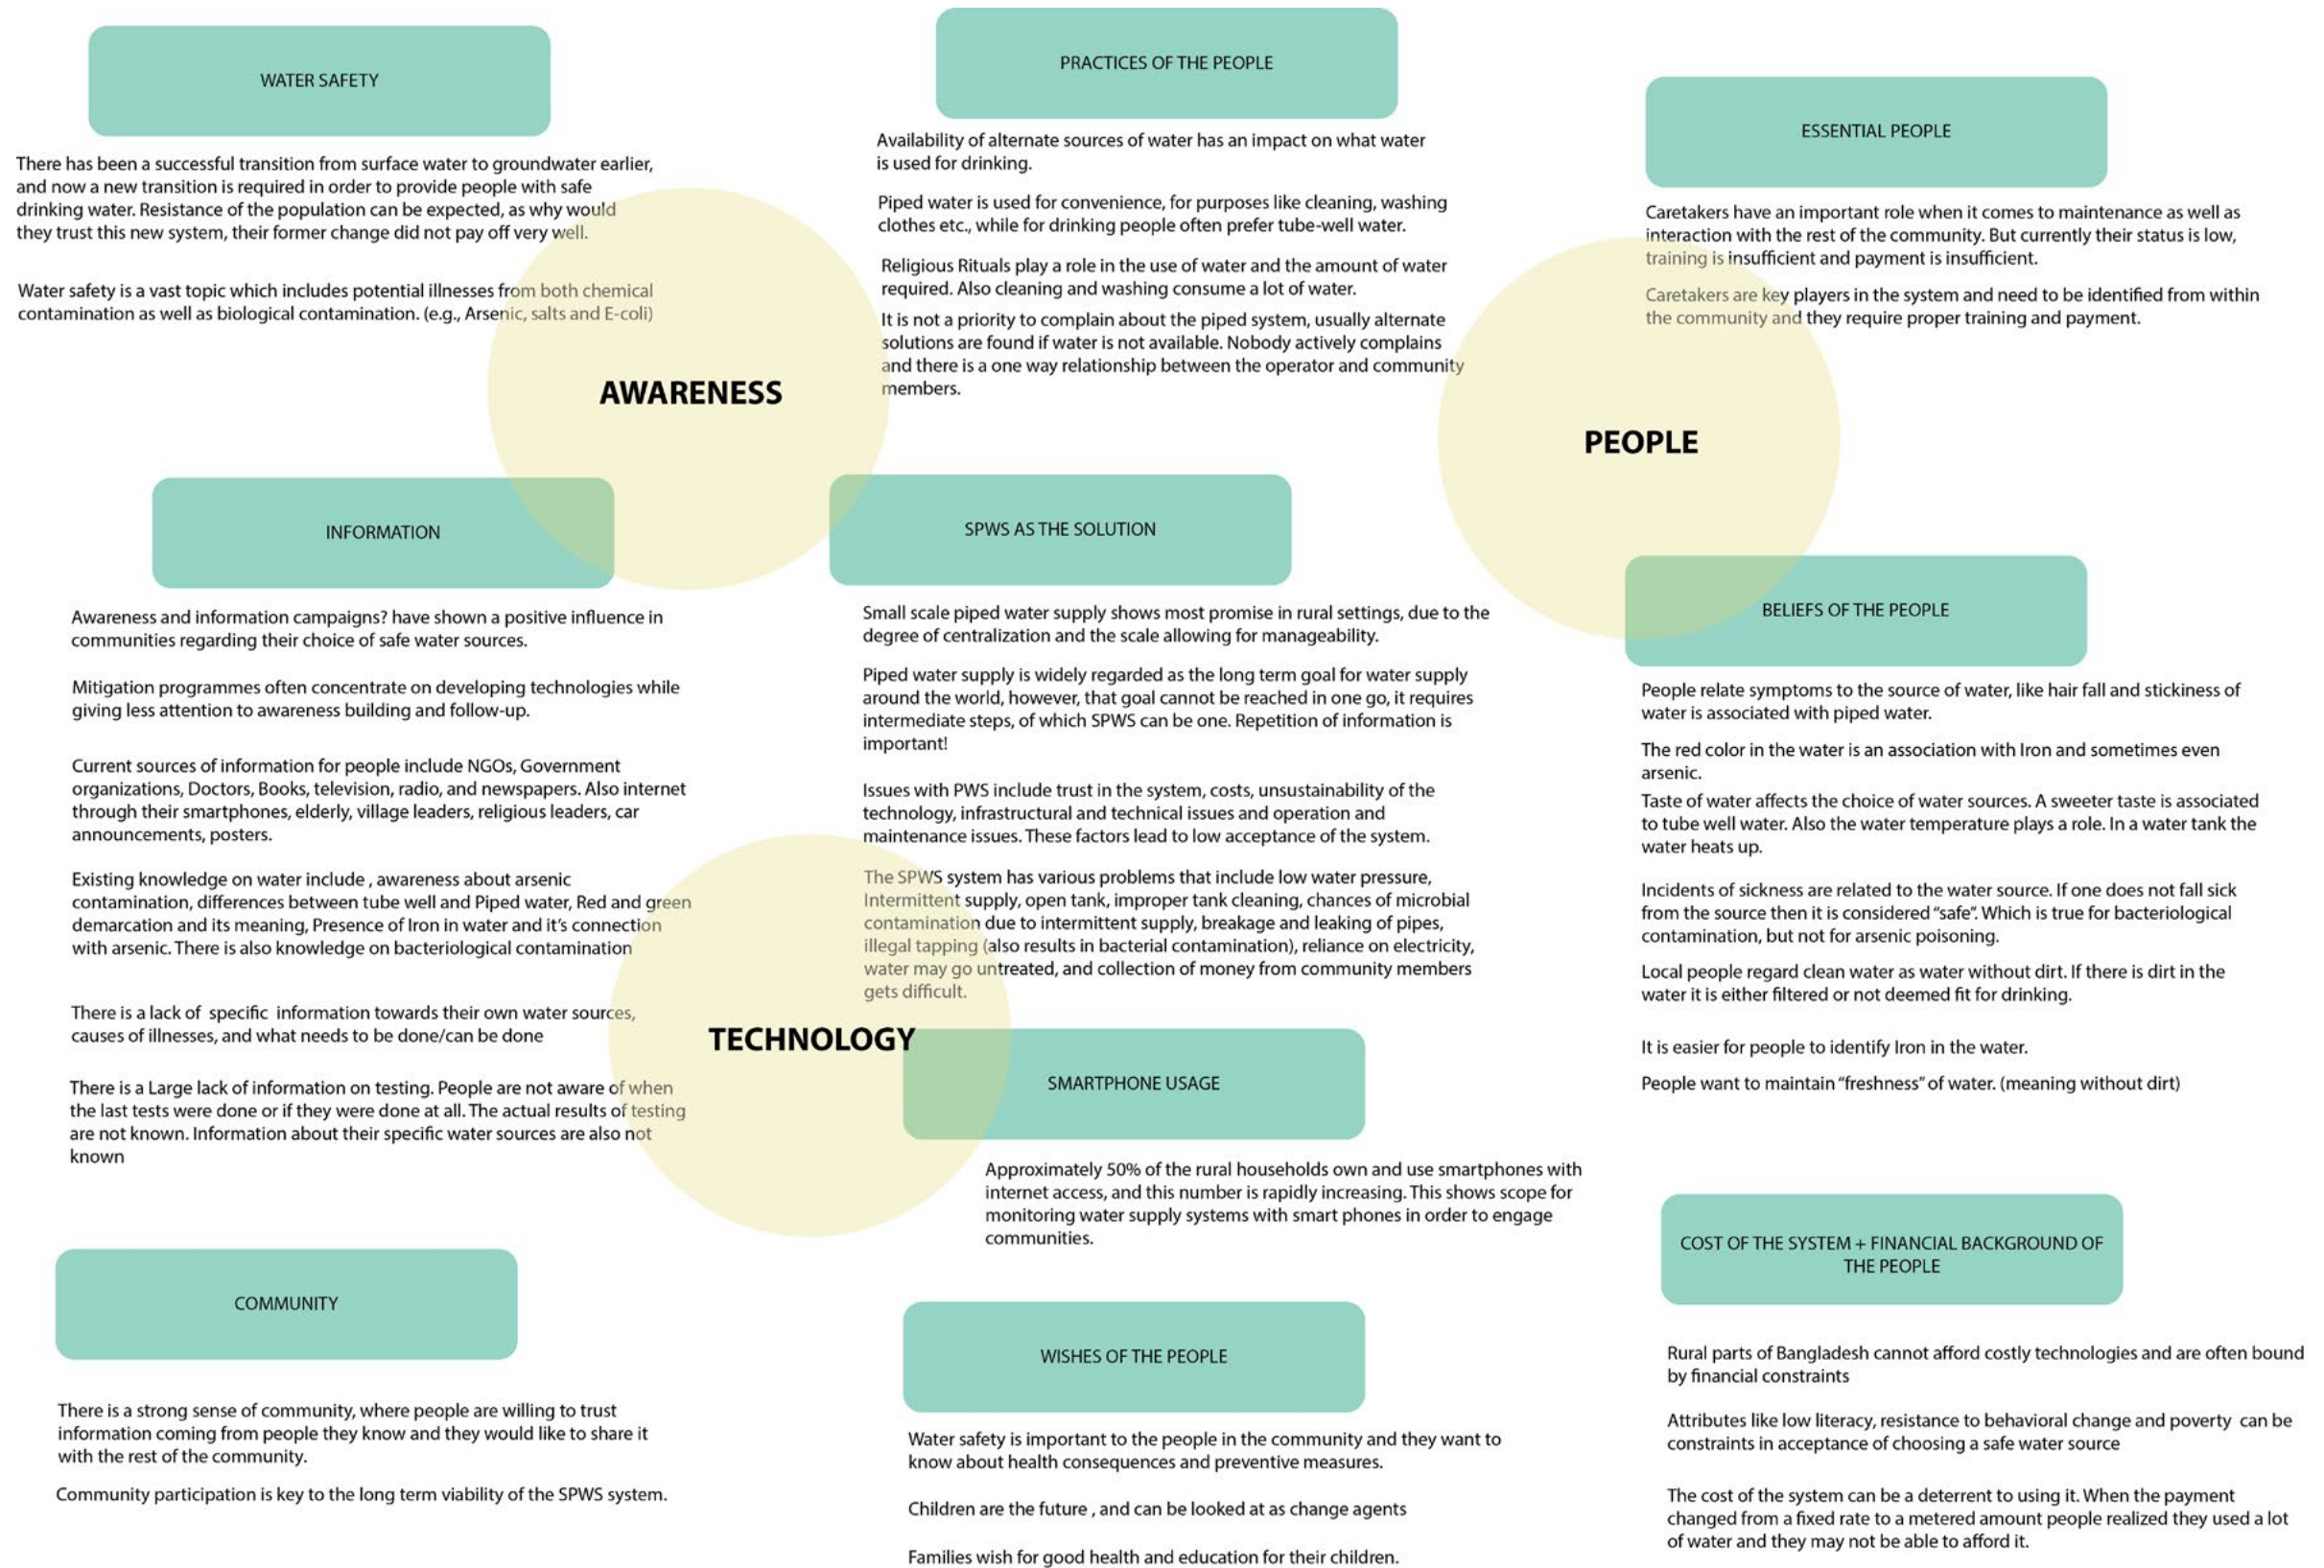 WATER SAFETY
There has been a successful transition from surface water to groundwater earlier,
and now a new transition is required in order to provide people with safe
drinking water. Resistance of the population can be expected, as why would
they trust this new system, their former change did not pay off very well.
Water safety is a vast topic which includes potential illnesses from both chemical
contamination as well as biological contamination. (e.g., Arsenic, salts and E-coli)
AWARENESS
PRACTICES OF THE PEOPLE
Availability of alternate sources of water has an impact on what water
is used for drinking.
Piped water is used for convenience, for purposes like cleaning, washing
clothes etc., while for drinking people often prefer tube-well water.
Religious Rituals play a role in the use of water and the amount of water
required. Also cleaning and washing consume a lot of water.
It is not a priority to complain about the piped system, usually alternate
solutions are found if water is not available. Nobody actively complains
and there is a one way relationship between the operator and community
members.
ESSENTIAL PEOPLE
Caretakers have an important role when it comes to maintenance as well as
interaction with the rest of the community. But currently their status is low,
training is insufficient and payment is insufficient.
Caretakers are key players in the system and need to be identified from within
the community and they require proper training and payment.
PEOPLE
INFORMATION
Awareness and information campaigns? have shown a positive influence in
communities regarding their choice of safe water sources.
Mitigation programmes often concentrate on developing technologies while
giving less attention to awareness building and follow-up.
Current sources of information for people include NGOs, Government
organizations, Doctors, Books, television, radio, and newspapers. Also internet
through their smartphones, elderly, village leaders, religious leaders, car
announcements, posters.
Existing knowledge on water include , awareness about arsenic
contamination, differences between tube well and Piped water, Red and green
demarcation and its meaning, Presence of Iron in water and it's connection
with arsenic. There is also knowledge on bacteriological contamination
There is a lack of specific information towards their own water sources,
causes of illnesses, and what needs to be done/can be done
There is a Large lack of information on testing. People are not aware of when
the last tests were done or if they were done at all. The actual results of testing
are not known. Information about their specific water sources are also not
known
SPWS AS THE SOLUTION
Small scale piped water supply shows most promise in rural settings, due to the
degree of centralization and the scale allowing for manageability.
Piped water supply is widely regarded as the long term goal for water supply
around the world, however, that goal cannot be reached in one go, it requires
intermediate steps, of which SPWS can be one. Repetition of information is
important!
Issues with PWS include trust in the system, costs, unsustainability of the
technology, infrastructural and technical issues and operation and
maintenance issues. These factors lead to low acceptance of the system.
The SPWS system has various problems that include low water pressure,
Intermittent supply, open tank, improper tank cleaning, chances of microbial
contamination due to intermittent supply, breakage and leaking of pipes,
illegal tapping (also results in bacterial contamination), reliance on electricity,
water may go untreated, and collection of money from community members
gets difficult.
TECHNOLOGY
SMARTPHONE USAGE
Approximately 50% of the rural households own and use smartphones with
internet access, and this number is rapidly increasing. This shows scope for
monitoring water supply systems with smart phones in order to engage
communities.
BELIEFS OF THE PEOPLE
People relate symptoms to the source of water, like hair fall and stickiness of
water is associated with piped water.
The red color in the water is an association with Iron and sometimes even
arsenic.
Taste of water affects the choice of water sources. A sweeter taste is associated
to tube well water. Also the water temperature plays a role. In a water tank the
water heats up.
Incidents of sickness are related to the water source. If one does not fall sick
from the source then it is considered “safe”. Which is true for bacteriological
contamination, but not for arsenic poisoning.
Local people regard clean water as water without dirt. If there is dirt in the
water it is either filtered or not deemed fit for drinking.
It is easier for people to identify Iron in the water.
People want to maintain “freshness” of water. (meaning without dirt)
COMMUNITY
There is a strong sense of community, where people are willing to trust
information coming from people they know and they would like to share it
with the rest of the community.
Community participation is key to the long term viability of the SPWS system.
WISHES OF THE PEOPLE
Water safety is important to the people in the community and they want to
know about health consequences and preventive measures.
Children are the future , and can be looked at as change agents
Families wish for good health and education for their children.
COST OF THE SYSTEM + FINANCIAL BACKGROUND OF
THE PEOPLE
Rural parts of Bangladesh cannot afford costly technologies and are often bound
by financial constraints
Attributes like low literacy, resistance to behavioral change and poverty can be
constraints in acceptance of choosing a safe water source
The cost of the system can be a deterrent to using it. When the payment
changed from a fixed rate to a metered amount people realized they used a lot
of water and they may not be able to afford it.